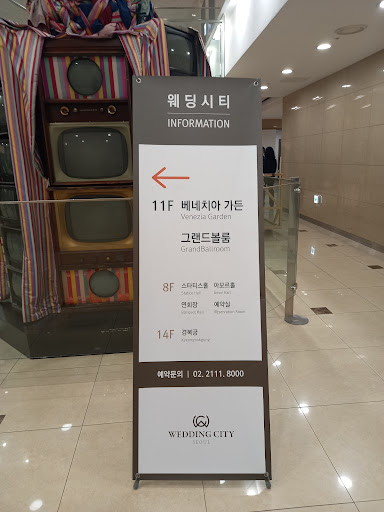 웨딩시티
INFORMATION
11F 베네치아 가든
Venezia Garden
그랜드볼룸
GrandBallroom
8F 스타티스홀 아모르홀
연회장 예약실
14F 경복궁
예약문의 | 02. 2111. 8000
WEDDING CITY